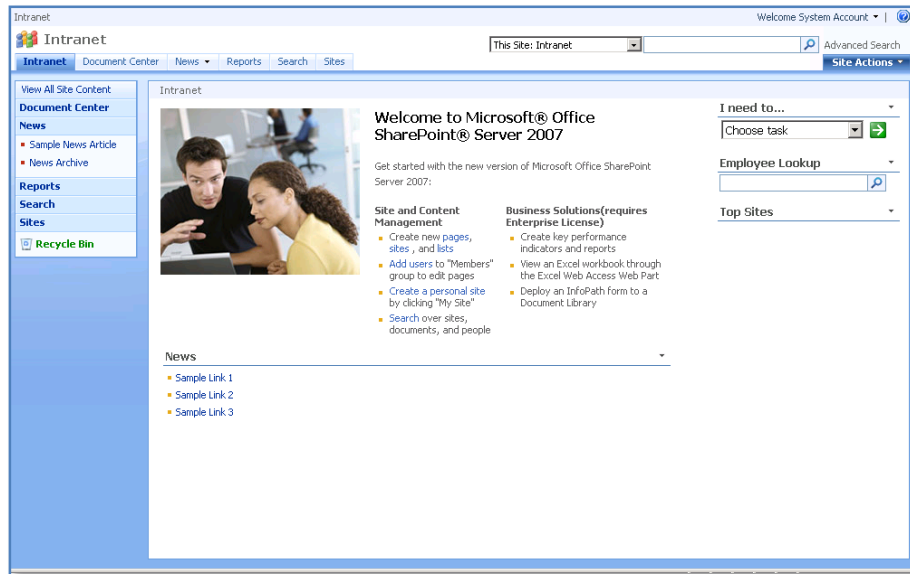 Intranet
Welcome System Account
Intranet
This Site: Intranet
Advanced Search
Intranet Document Center News Reports Search Sites
Site Actions
View All Site Content
Document Center
News
Sample News Article
News Archive
Reports
Search
Sites
Recycle Bin
Intranet
Welcome to Microsoft® Office
SharePoint® Server 2007
Get started with the new version of Microsoft Office SharePoint
Server 2007:
Site and Content
Management
Create new pages,
sites , and lists
Add users to "Members"
group to edit pages
Create a personal site
by clicking "My Site"
Search over sites,
documents, and people
Business Solutions(requires
Enterprise License)
Create key performance
indicators and reports
View an Excel workbook through
the Excel Web Access Web Part
Deploy an InfoPath form to a
Document Library
News
Sample Link 1
Sample Link 2
Sample Link 3
I need to...
Choose task
Employee Lookup
Top Sites